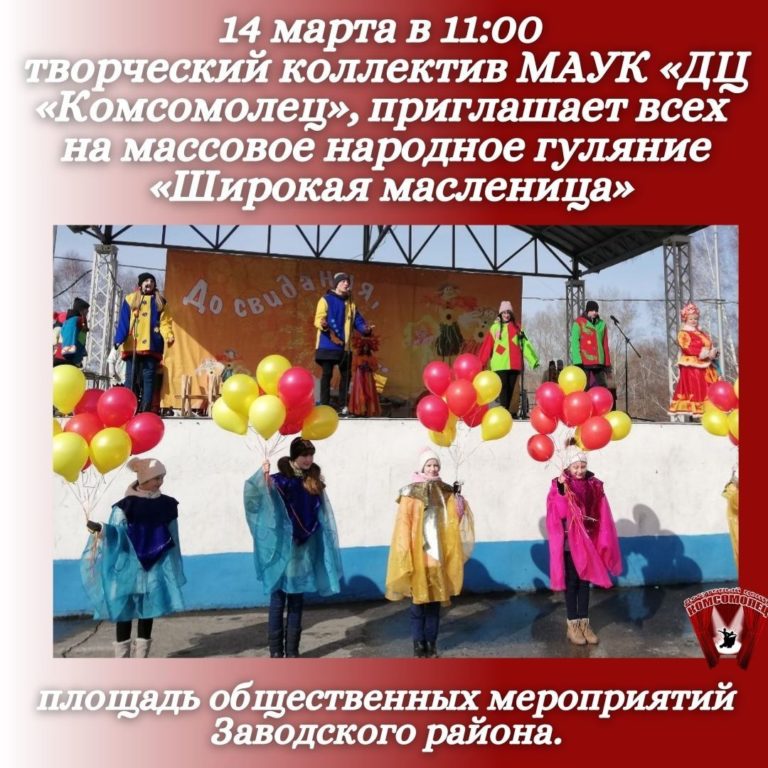 14 марта в 11:00
творческий коллектив МАУК «ДЦ
«Комсомолец», приглашает всех
на массовое народное гуляние
«Широкая масленица»
До свидания,
КОМСОМОЛЕЦ
площадь общественных мероприятий
Заводского района.